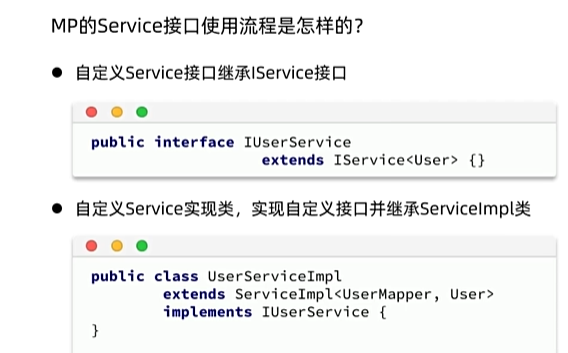 MP的Service接口使用流程是怎样的？
● 自定义Service接口继承IService接口
public interface IUserService
extends IService<User> {}
● 自定义Service实现类，实现自定义接口并继承ServiceImpl类
public class UserServiceImpl
extends ServiceImpl<UserMapper, User>
implements IUserService {
}